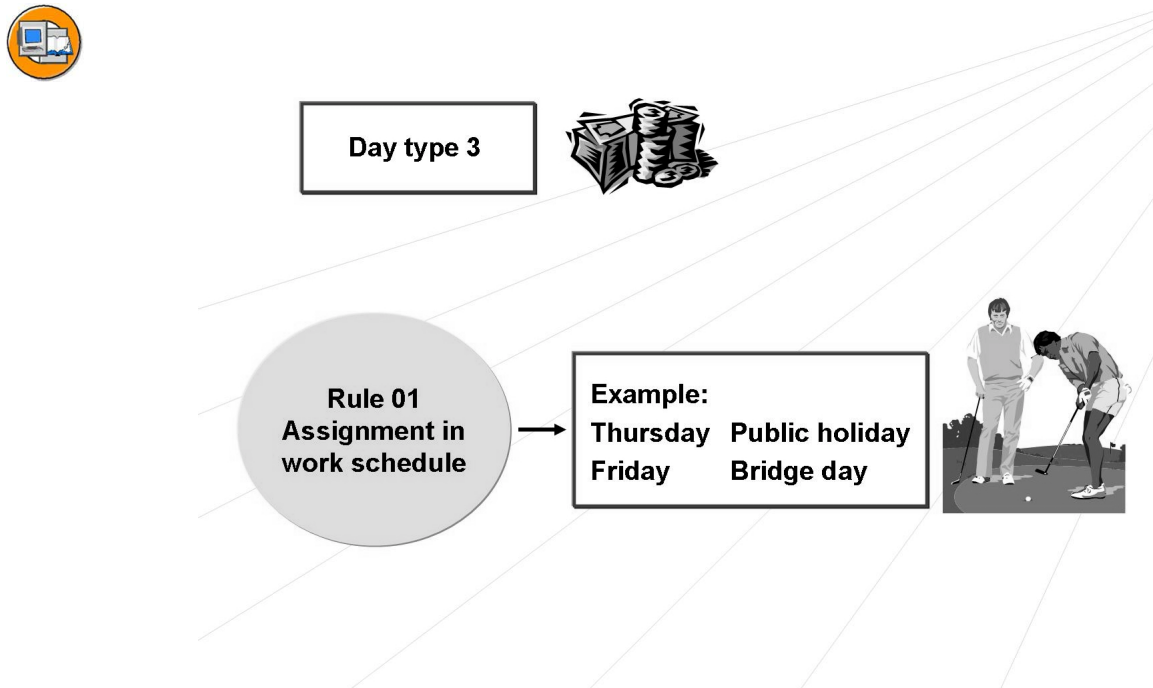 Day type 3
Rule 01
Assignment in
work schedule
Example:
Thursday Public holiday
Friday Bridge day